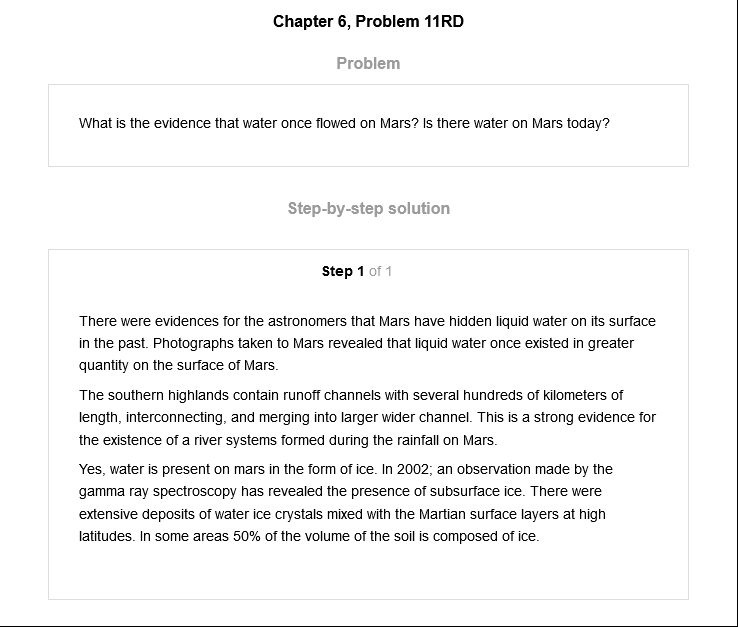 Chapter 6, Problem 11RD
Problem
What is the evidence that water once flowed on Mars? Is there water on Mars today?
Step-by-step solution
Step 1 of 1
There were evidences for the astronomers that Mars have hidden liquid water on its surface
in the past. Photographs taken to Mars revealed that liquid water once existed in greater
quantity on the surface of Mars.
The southern highlands contain runoff channels with several hundreds of kilometers of
length, interconnecting, and merging into larger wider channel. This is a strong evidence for
the existence of a river systems formed during the rainfall on Mars.
Yes, water is present on mars in the form of ice. In 2002; an observation made by the
gamma ray spectroscopy has revealed the presence of subsurface ice. There were
extensive deposits of water ice crystals mixed with the Martian surface layers at high
latitudes. In some areas 50% of the volume of the soil is composed of ice.